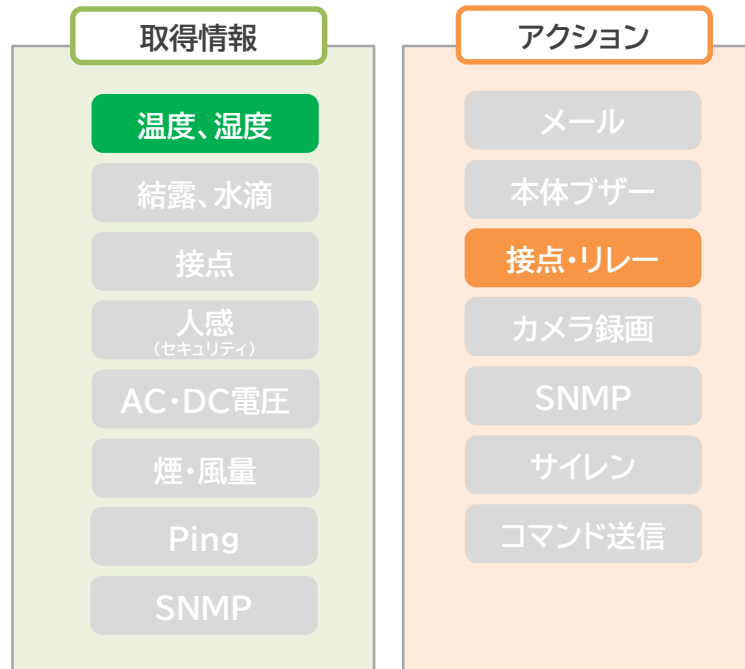 取得情報
温度、湿度
結露、水滴
接点
人感
(セキュリティ)
AC・DC電圧
煙・風量
Ping
SNMP
アクション
メール
本体ブザー
接点・リレー
カメラ録画
SNMP
サイレン
コマンド送信